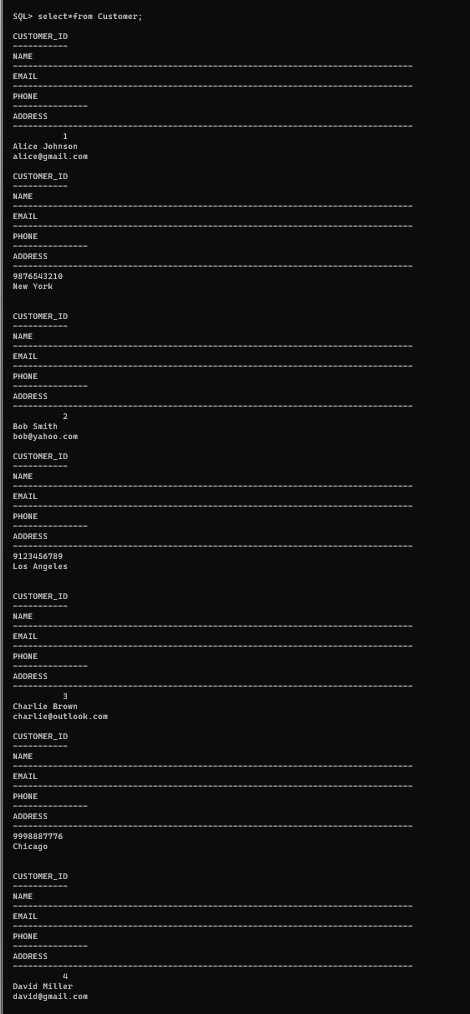 SQL> select*from Customer;
CUSTOMER_ID
-----------
NAME
--------------------------------------------------------------------------------
EMAIL
--------------------------------------------------------------------------------
PHONE
---------------
ADDRESS
--------------------------------------------------------------------------------
          1
Alice Johnson
alice@gmail.com
CUSTOMER_ID
-----------
NAME
--------------------------------------------------------------------------------
EMAIL
--------------------------------------------------------------------------------
PHONE
---------------
ADDRESS
--------------------------------------------------------------------------------
9876543210
New York
CUSTOMER_ID
-----------
NAME
--------------------------------------------------------------------------------
EMAIL
--------------------------------------------------------------------------------
PHONE
---------------
ADDRESS
--------------------------------------------------------------------------------
          2
Bob Smith
bob@yahoo.com
CUSTOMER_ID
-----------
NAME
--------------------------------------------------------------------------------
EMAIL
--------------------------------------------------------------------------------
PHONE
---------------
ADDRESS
--------------------------------------------------------------------------------
9123456789
Los Angeles
CUSTOMER_ID
-----------
NAME
--------------------------------------------------------------------------------
EMAIL
--------------------------------------------------------------------------------
PHONE
---------------
ADDRESS
--------------------------------------------------------------------------------
          3
Charlie Brown
charlie@outlook.com
CUSTOMER_ID
-----------
NAME
--------------------------------------------------------------------------------
EMAIL
--------------------------------------------------------------------------------
PHONE
---------------
ADDRESS
--------------------------------------------------------------------------------
9998887776
Chicago
CUSTOMER_ID
-----------
NAME
--------------------------------------------------------------------------------
EMAIL
--------------------------------------------------------------------------------
PHONE
---------------
ADDRESS
--------------------------------------------------------------------------------
          4
David Miller
david@gmail.com